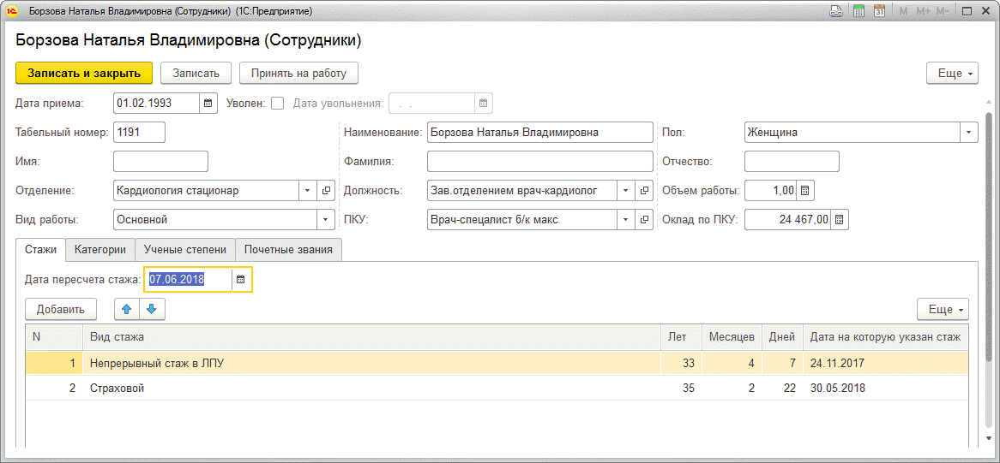 Борзова Наталья Владимировна (Сотрудники) (1С:Предприятие) 31 M M+ M-
Борзова Наталья Владимировна (Сотрудники)
Записать и закрыть Записать Принять на работу Еще
Дата приема: 01.02.1993 Уволен: Дата увольнения: . .
Табельный номер: 1191 Наименование: Борзова Наталья Владимировна Пол: Женщина
Имя: Фамилия: Отчество:
Отделение: Кардиология стационар Должность: Зав.отделением врач-кардиолог Объем работы: 1,00
Вид работы: Основной ПКУ: Врач-спецалист б/к макс Оклад по ПКУ: 24 467,00
Стажи Категории Ученые степени Почетные звания
Дата пересчета стажа: 07.06.2018
Добавить Еще
N Вид стажа Лет Месяцев Дней Дата на которую указан стаж
1 Непрерывный стаж в ЛПУ 33 4 7 24.11.2017
2 Страховой 35 2 22 30.05.2018